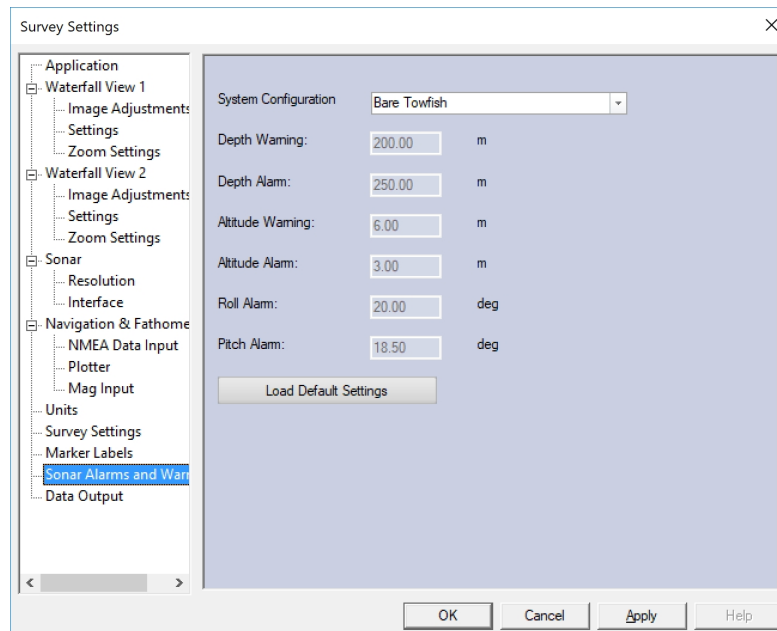 Survey Settings
Application
Waterfall View 1
Image Adjustments
Settings
Zoom Settings
Waterfall View 2
Image Adjustments
Settings
Zoom Settings
Sonar
Resolution
Interface
Navigation & Fathome
NMEA Data Input
Plotter
Mag Input
Units
Survey Settings
Marker Labels
Sonar Alarms and Warr
Data Output
System Configuration Bare Towfish
Depth Warning: 200.00 m
Depth Alarm: 250.00 m
Altitude Warning: 6.00 m
Altitude Alarm: 3.00 m
Roll Alarm: 20.00 deg
Pitch Alarm: 18.50 deg
Load Default Settings
OK Cancel Apply Help